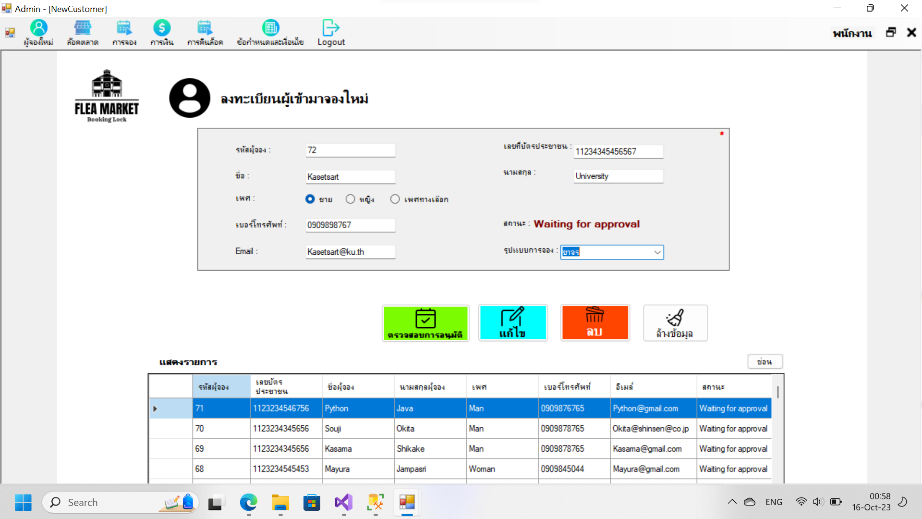 Admin - [NewCustomer]
ผู้จองใหม่ ล็อคตลาด การจอง การเงิน การคืนล็อค ข้อกำหนดและเงื่อนไข Logout พนักงาน
FLEA MARKET
Booking Lock
ลงทะเบียนผู้เช่ามาจองใหม่
*
รหัสผู้จอง : 72 เลขที่บัตรประชาชน : 11234345456567
ชื่อ : Kasetsart นามสกุล : University
เพศ : ชาย หญิง เพศทางเลือก
เบอร์โทรศัพท์ : 0909898767 สถานะ : Waiting for approval
Email : Kasetsart@ku.th รูปแบบการจอง : ขาจร
ตรวจสอบการอนุมัติ แก้ไข ลบ ล้างข้อมูล
แสดงรายการ ซ่อน
รหัสผู้จอง เลขบัตรประชาชน ชื่อผู้จอง นามสกุลผู้จอง เพศ เบอร์โทรศัพท์ อีเมล์ สถานะ
71 1123234546756 Python Java Man 0909876765 Python@gmail.com Waiting for approval
70 1123234345656 Souji Okita Man 0909878765 Okita@shinsen@co.jp Waiting for approval
69 1123234345656 Kasama Shikake Man 0909878765 Kasama@gmail.com Waiting for approval
68 1123234545453 Mayura Jampasri Woman 0909845044 Mayura@gmail.com Waiting for approval
Search ENG 00:58
16-Oct-23